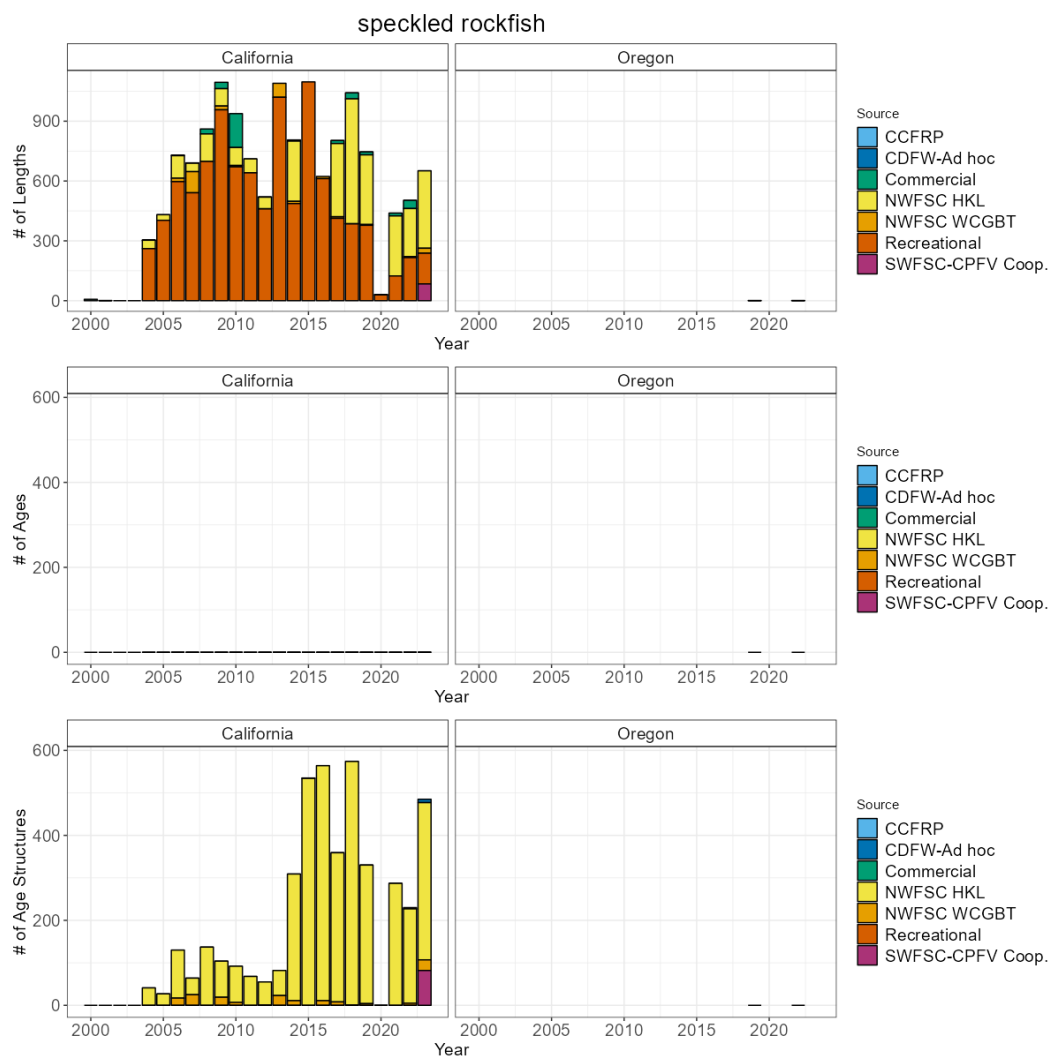 speckled rockfish
California Oregon
# of Lengths
900
600
300
0
2000 2005 2010 2015 2020 2000 2005 2010 2015 2020
Year
Source
CCFRP
CDFW-Ad hoc
Commercial
NWFSC HKL
NWFSC WCGBT
Recreational
SWFSC-CPFV Coop.
California Oregon
# of Ages
600
400
200
0
2000 2005 2010 2015 2020 2000 2005 2010 2015 2020
Year
Source
CCFRP
CDFW-Ad hoc
Commercial
NWFSC HKL
NWFSC WCGBT
Recreational
SWFSC-CPFV Coop.
California Oregon
# of Age Structures
600
400
200
0
2000 2005 2010 2015 2020 2000 2005 2010 2015 2020
Year
Source
CCFRP
CDFW-Ad hoc
Commercial
NWFSC HKL
NWFSC WCGBT
Recreational
SWFSC-CPFV Coop.